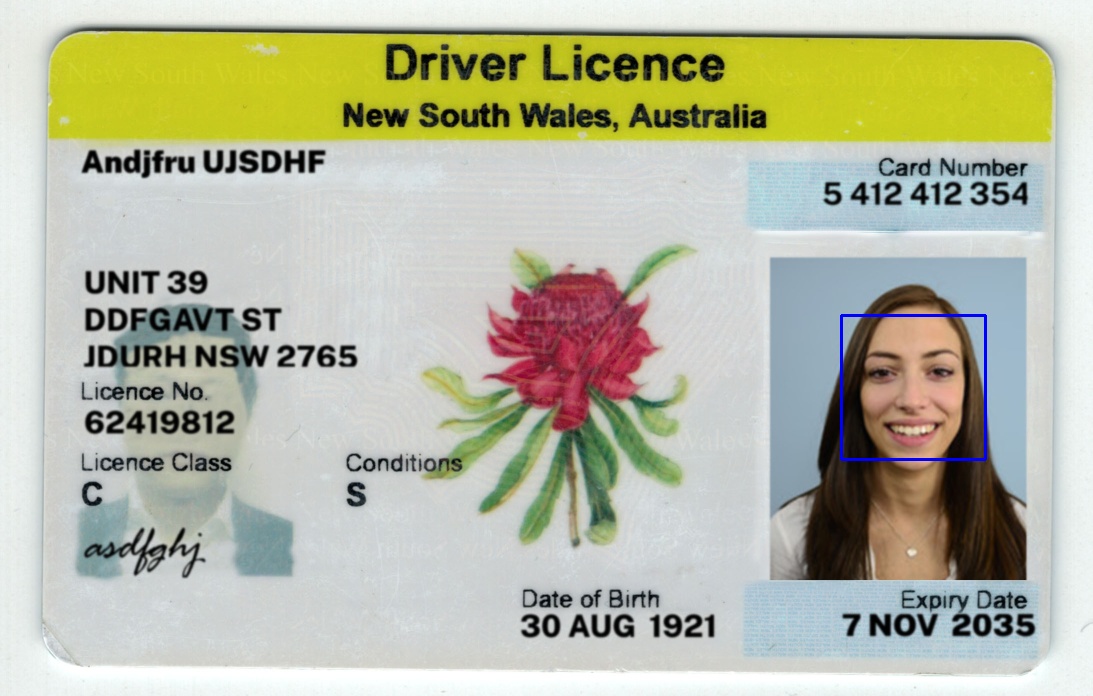 Driver Licence
New South Wales, Australia
Andjfru UJSDHF
Card Number
5 412 412 354
UNIT 39
DDFGAVT ST
JDURH NSW 2765
Licence No.
62419812
Licence Class
C
Conditions
S
asdfghj
Date of Birth
30 AUG 1921
Expiry Date
7 NOV 2035